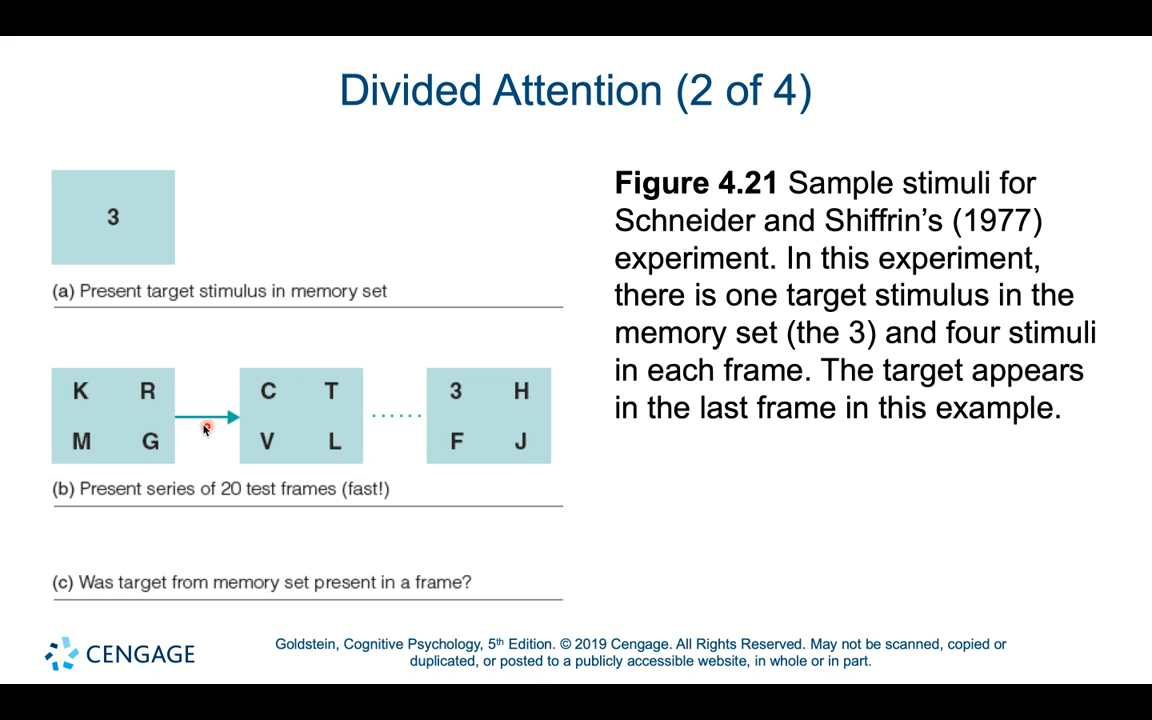 Divided Attention (2 of 4)
3
(a) Present target stimulus in memory set
K R
M G
C T
V L
3 H
F J
(b) Present series of 20 test frames (fast!)
(c) Was target from memory set present in a frame?
Figure 4.21 Sample stimuli for
Schneider and Shiffrin’s (1977)
experiment. In this experiment,
there is one target stimulus in the
memory set (the 3) and four stimuli
in each frame. The target appears
in the last frame in this example.
CENGAGE
Goldstein, Cognitive Psychology, 5th Edition. © 2019 Cengage. All Rights Reserved. May not be scanned, copied or
duplicated, or posted to a publicly accessible website, in whole or in part.